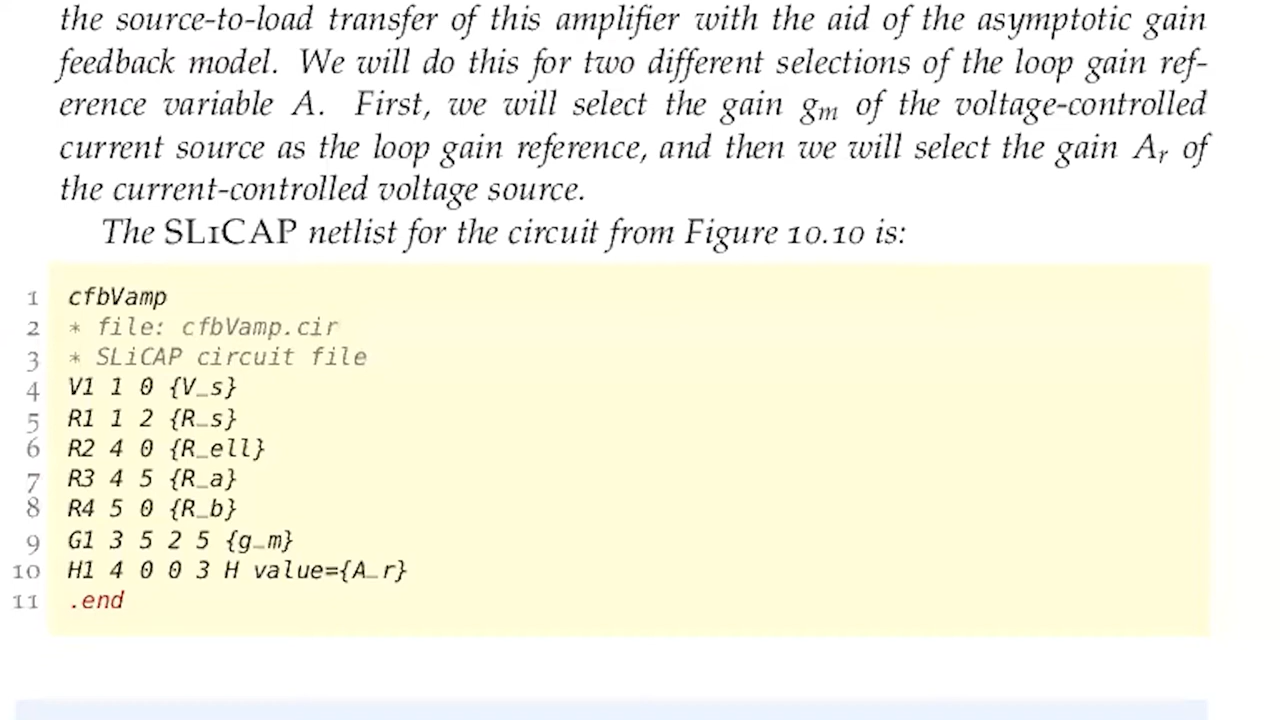 the source-to-load transfer of this amplifier with the aid of the asymptotic gain
feedback model. We will do this for two different selections of the loop gain ref-
erence variable A. First, we will select the gain gm of the voltage-controlled
current source as the loop gain reference, and then we will select the gain Ar of
the current-controlled voltage source.
The SLiCAP netlist for the circuit from Figure 10.10 is:
1 cfbVamp
2 * file: cfbVamp.cir
3 * SLiCAP circuit file
4 V1 1 0 {V_s}
5 R1 1 2 {R_s}
6 R2 4 0 {R_ell}
7 R3 4 5 {R_a}
8 R4 5 0 {R_b}
9 G1 3 5 2 5 {g_m}
10 H1 4 0 0 3 H value={A_r}
11 .end